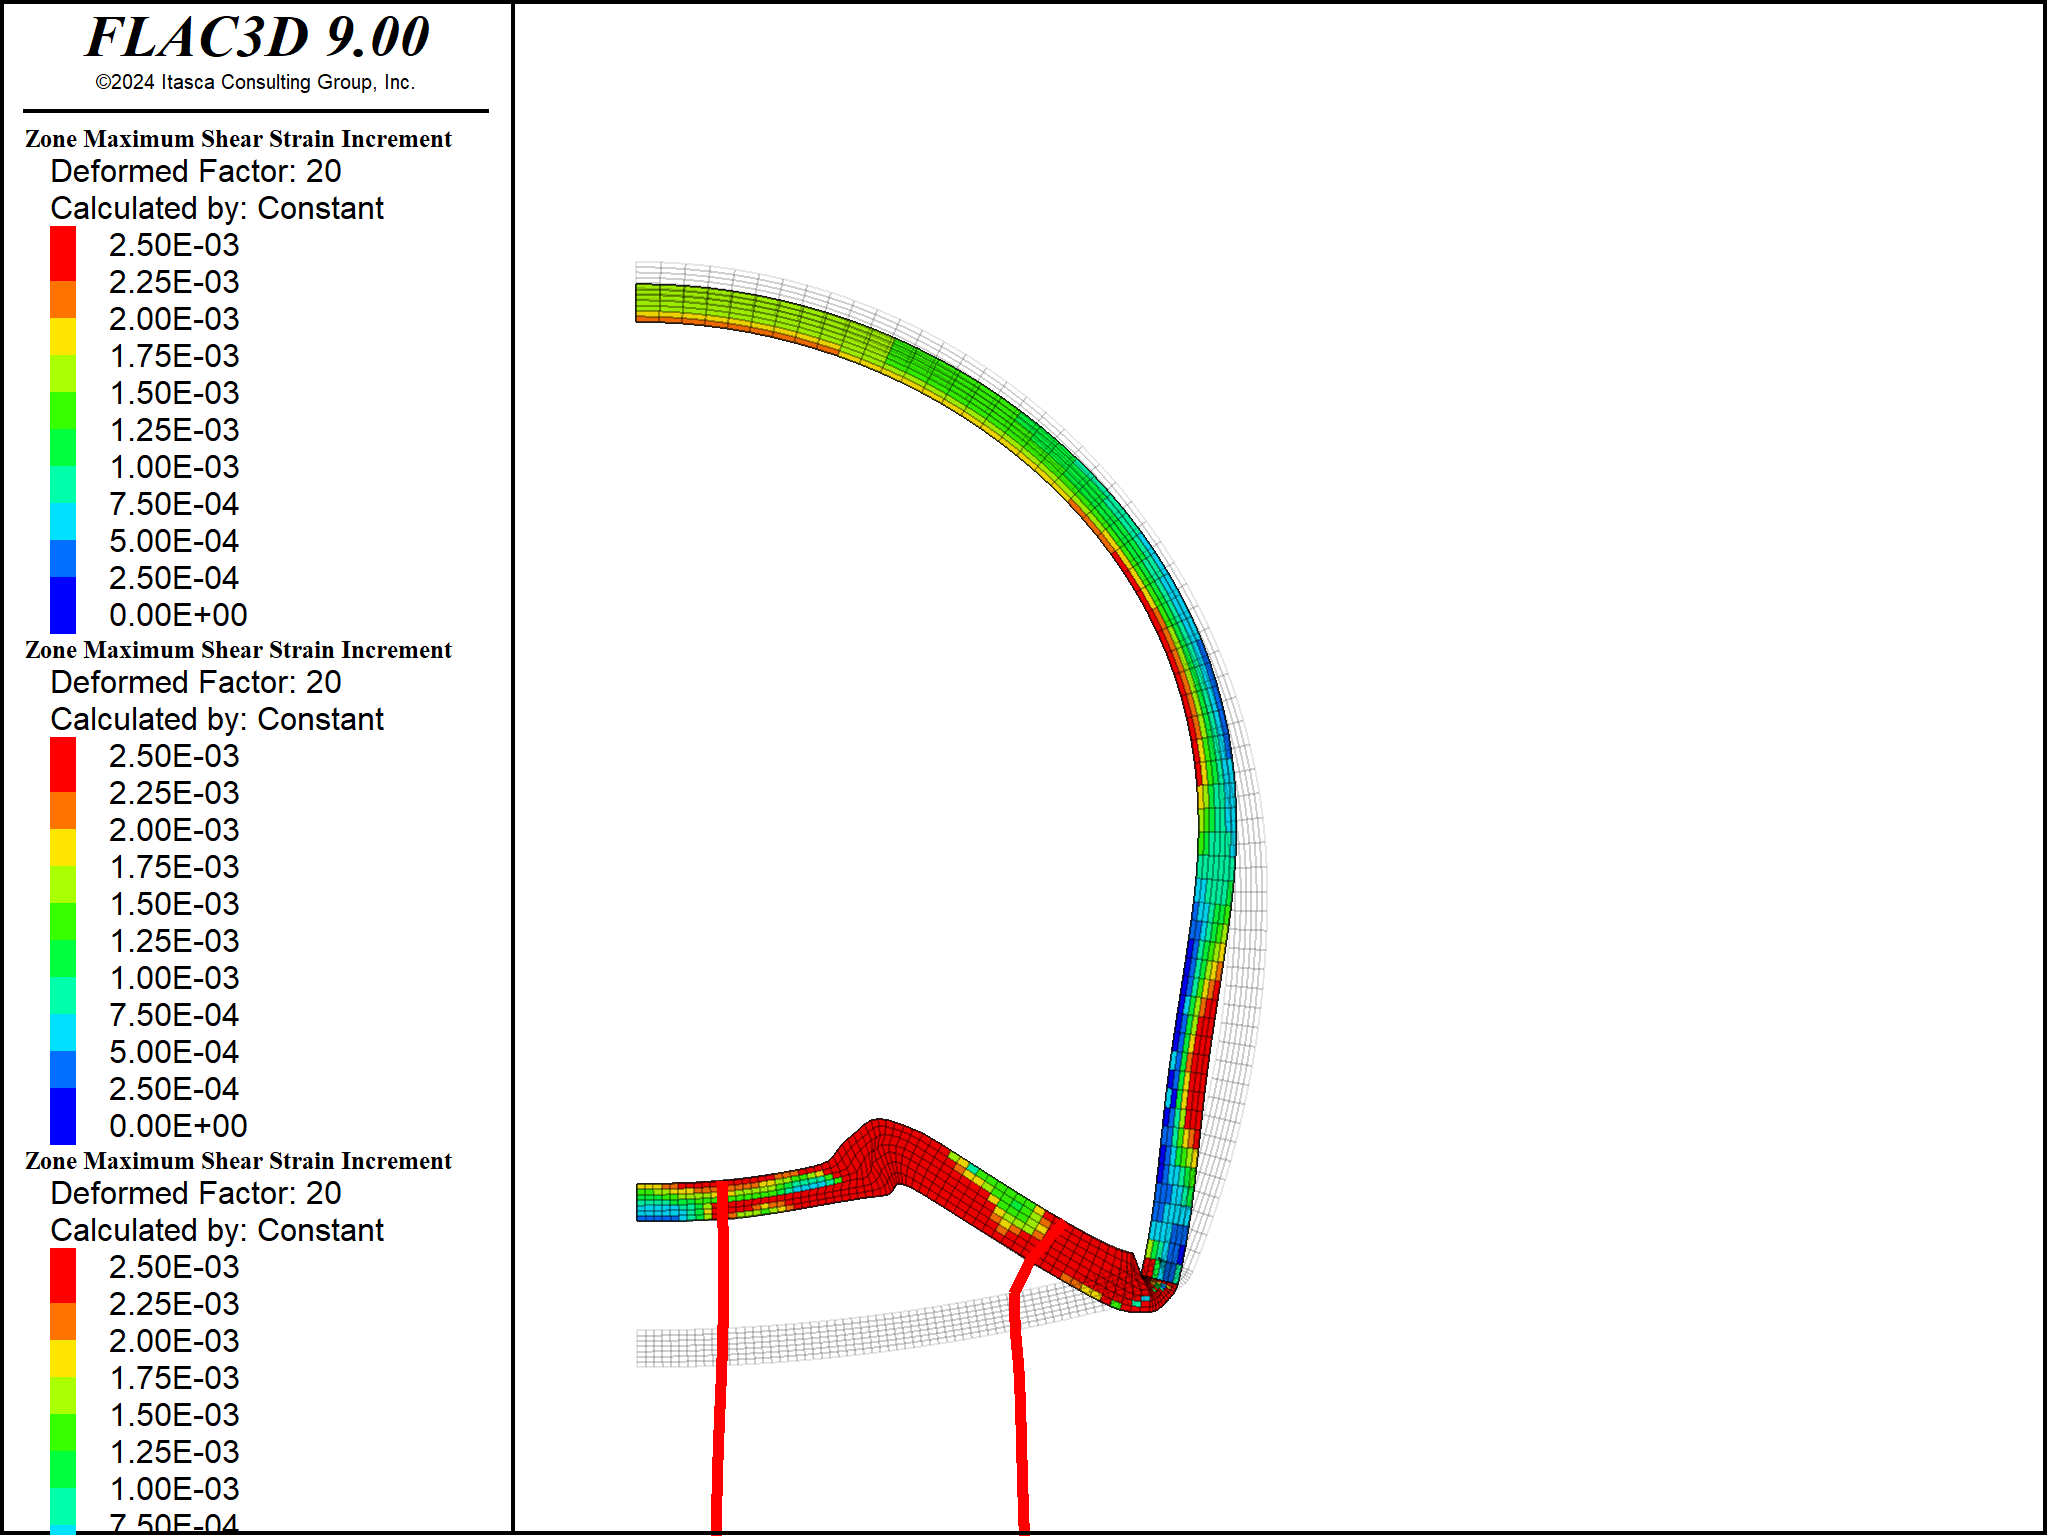 FLAC3D 9.00
©2024 Itasca Consulting Group, Inc.
Zone Maximum Shear Strain Increment
Deformed Factor: 20
Calculated by: Constant
2.50E-03
2.25E-03
2.00E-03
1.75E-03
1.50E-03
1.25E-03
1.00E-03
7.50E-04
5.00E-04
2.50E-04
0.00E+00
Zone Maximum Shear Strain Increment
Deformed Factor: 20
Calculated by: Constant
2.50E-03
2.25E-03
2.00E-03
1.75E-03
1.50E-03
1.25E-03
1.00E-03
7.50E-04
5.00E-04
2.50E-04
0.00E+00
Zone Maximum Shear Strain Increment
Deformed Factor: 20
Calculated by: Constant
2.50E-03
2.25E-03
2.00E-03
1.75E-03
1.50E-03
1.25E-03
1.00E-03
7.50E-04